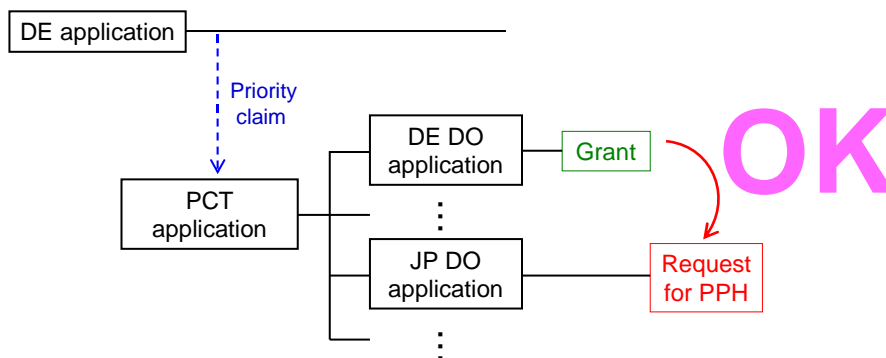 DE application
Priority
claim
DE DO
application
Grant
OK
PCT
application
⋮
JP DO
application
Request
for PPH
⋮